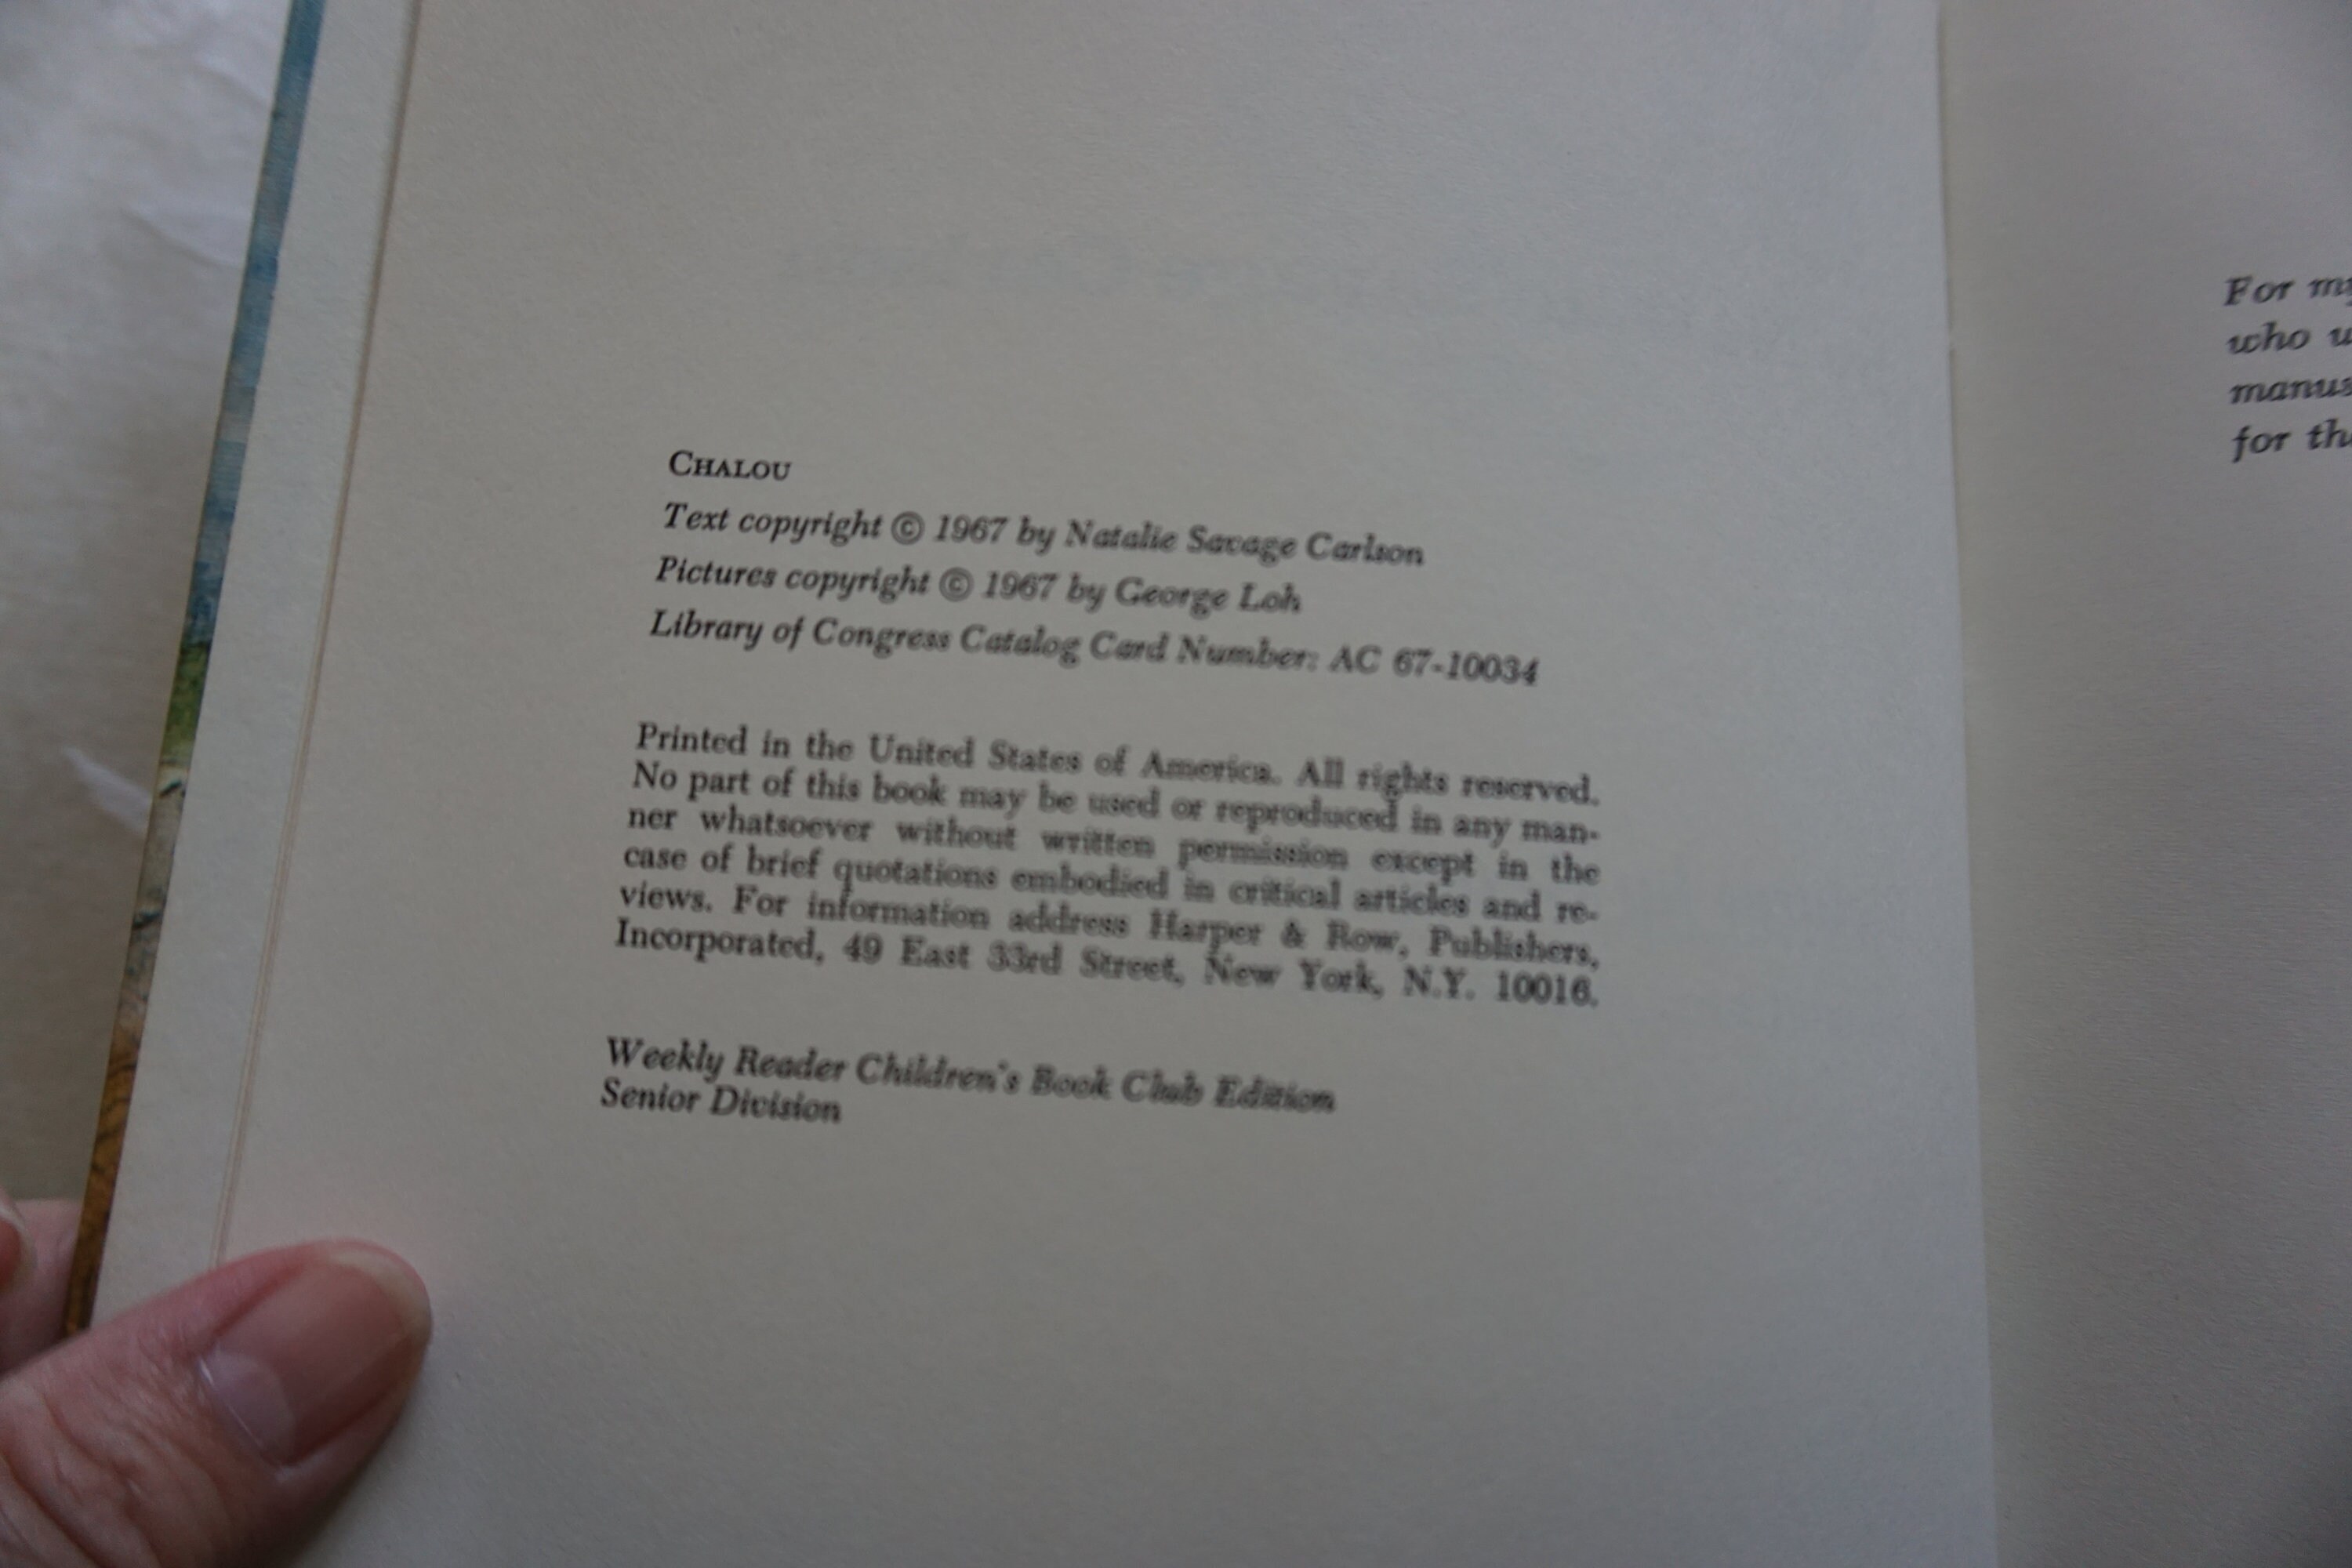 CHALOU
Text copyright © 1967 by Natalie Savage Carlson
Pictures copyright © 1967 by George Loh
Library of Congress Catalog Card Number: AC 67-10034
Printed in the United States of America. All rights reserved.
No part of this book may be used or reproduced in any man-
ner whatsoever without written permission except in the
case of brief quotations embodied in critical articles and re-
views. For information address Harper & Row, Publishers,
Incorporated, 49 East 33rd Street, New York, N.Y. 10016.
Weekly Reader Children's Book Club Edition
Senior Division
For my
who
manus
for th